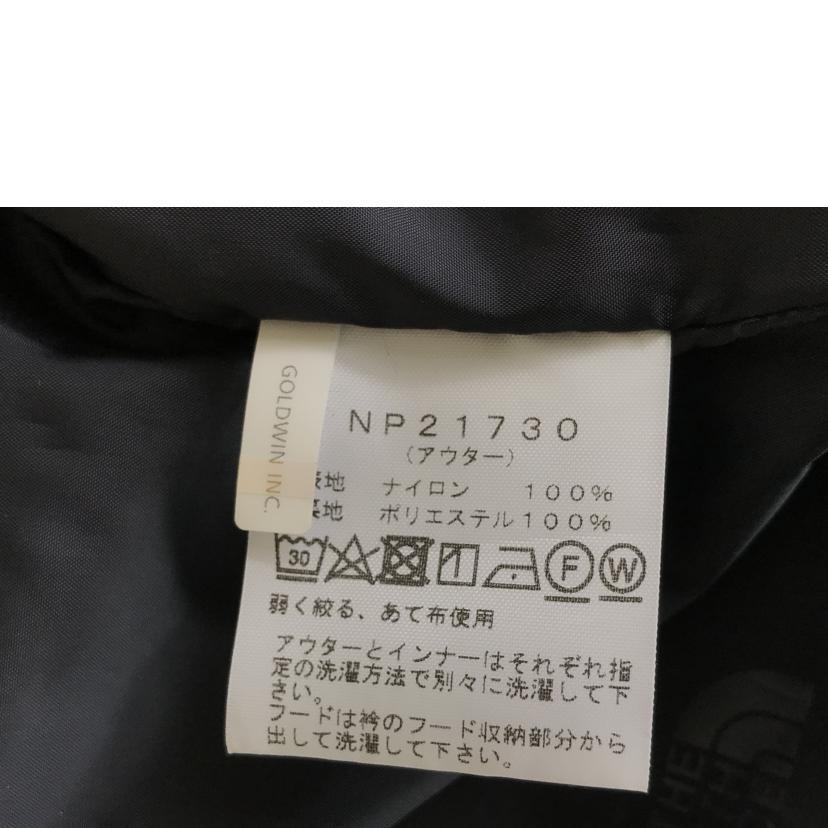 GOLDWIN INC.
NP21730
(アウター)
地 ナイロン 100%
地 ポリエステル100%
30 F W
弱く絞る、あて布使用
アウターとインナーはそれぞれ指
定の洗濯方法で別々に洗濯して下
さい。
フードは衿のフード収納部分から
出して洗濯して下さい。
THE